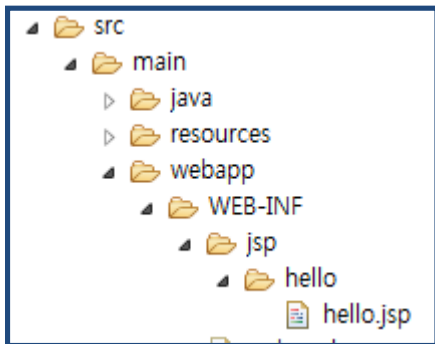 src
main
java
resources
webapp
WEB-INF
jsp
hello
hello.jsp